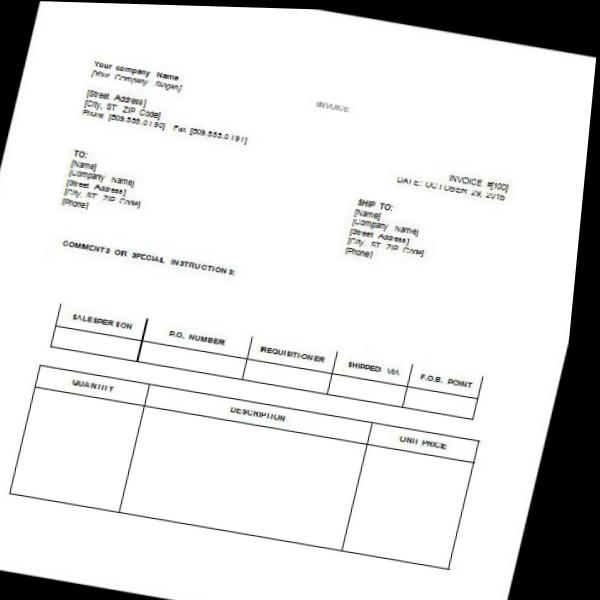 Your company Name
[Your Company Slogan]
[Street Address]
[City, ST ZIP Code]
Phone [509.555.0190] Fax [509.555.0191]
INVOICE
INVOICE #[100]
DATE: OCTOBER 29, 2016
TO:
[Name]
[Company Name]
[Street Address]
[City, ST ZIP Code]
[Phone]
SHIP TO:
[Name]
[Company Name]
[Street Address]
[City, ST ZIP Code]
[Phone]
COMMENTS OR SPECIAL INSTRUCTIONS:
SALESPERSON P.O. NUMBER REQUISITIONER SHIPPED VIA F.O.B. POINT
QUANTITY DESCRIPTION UNIT PRICE